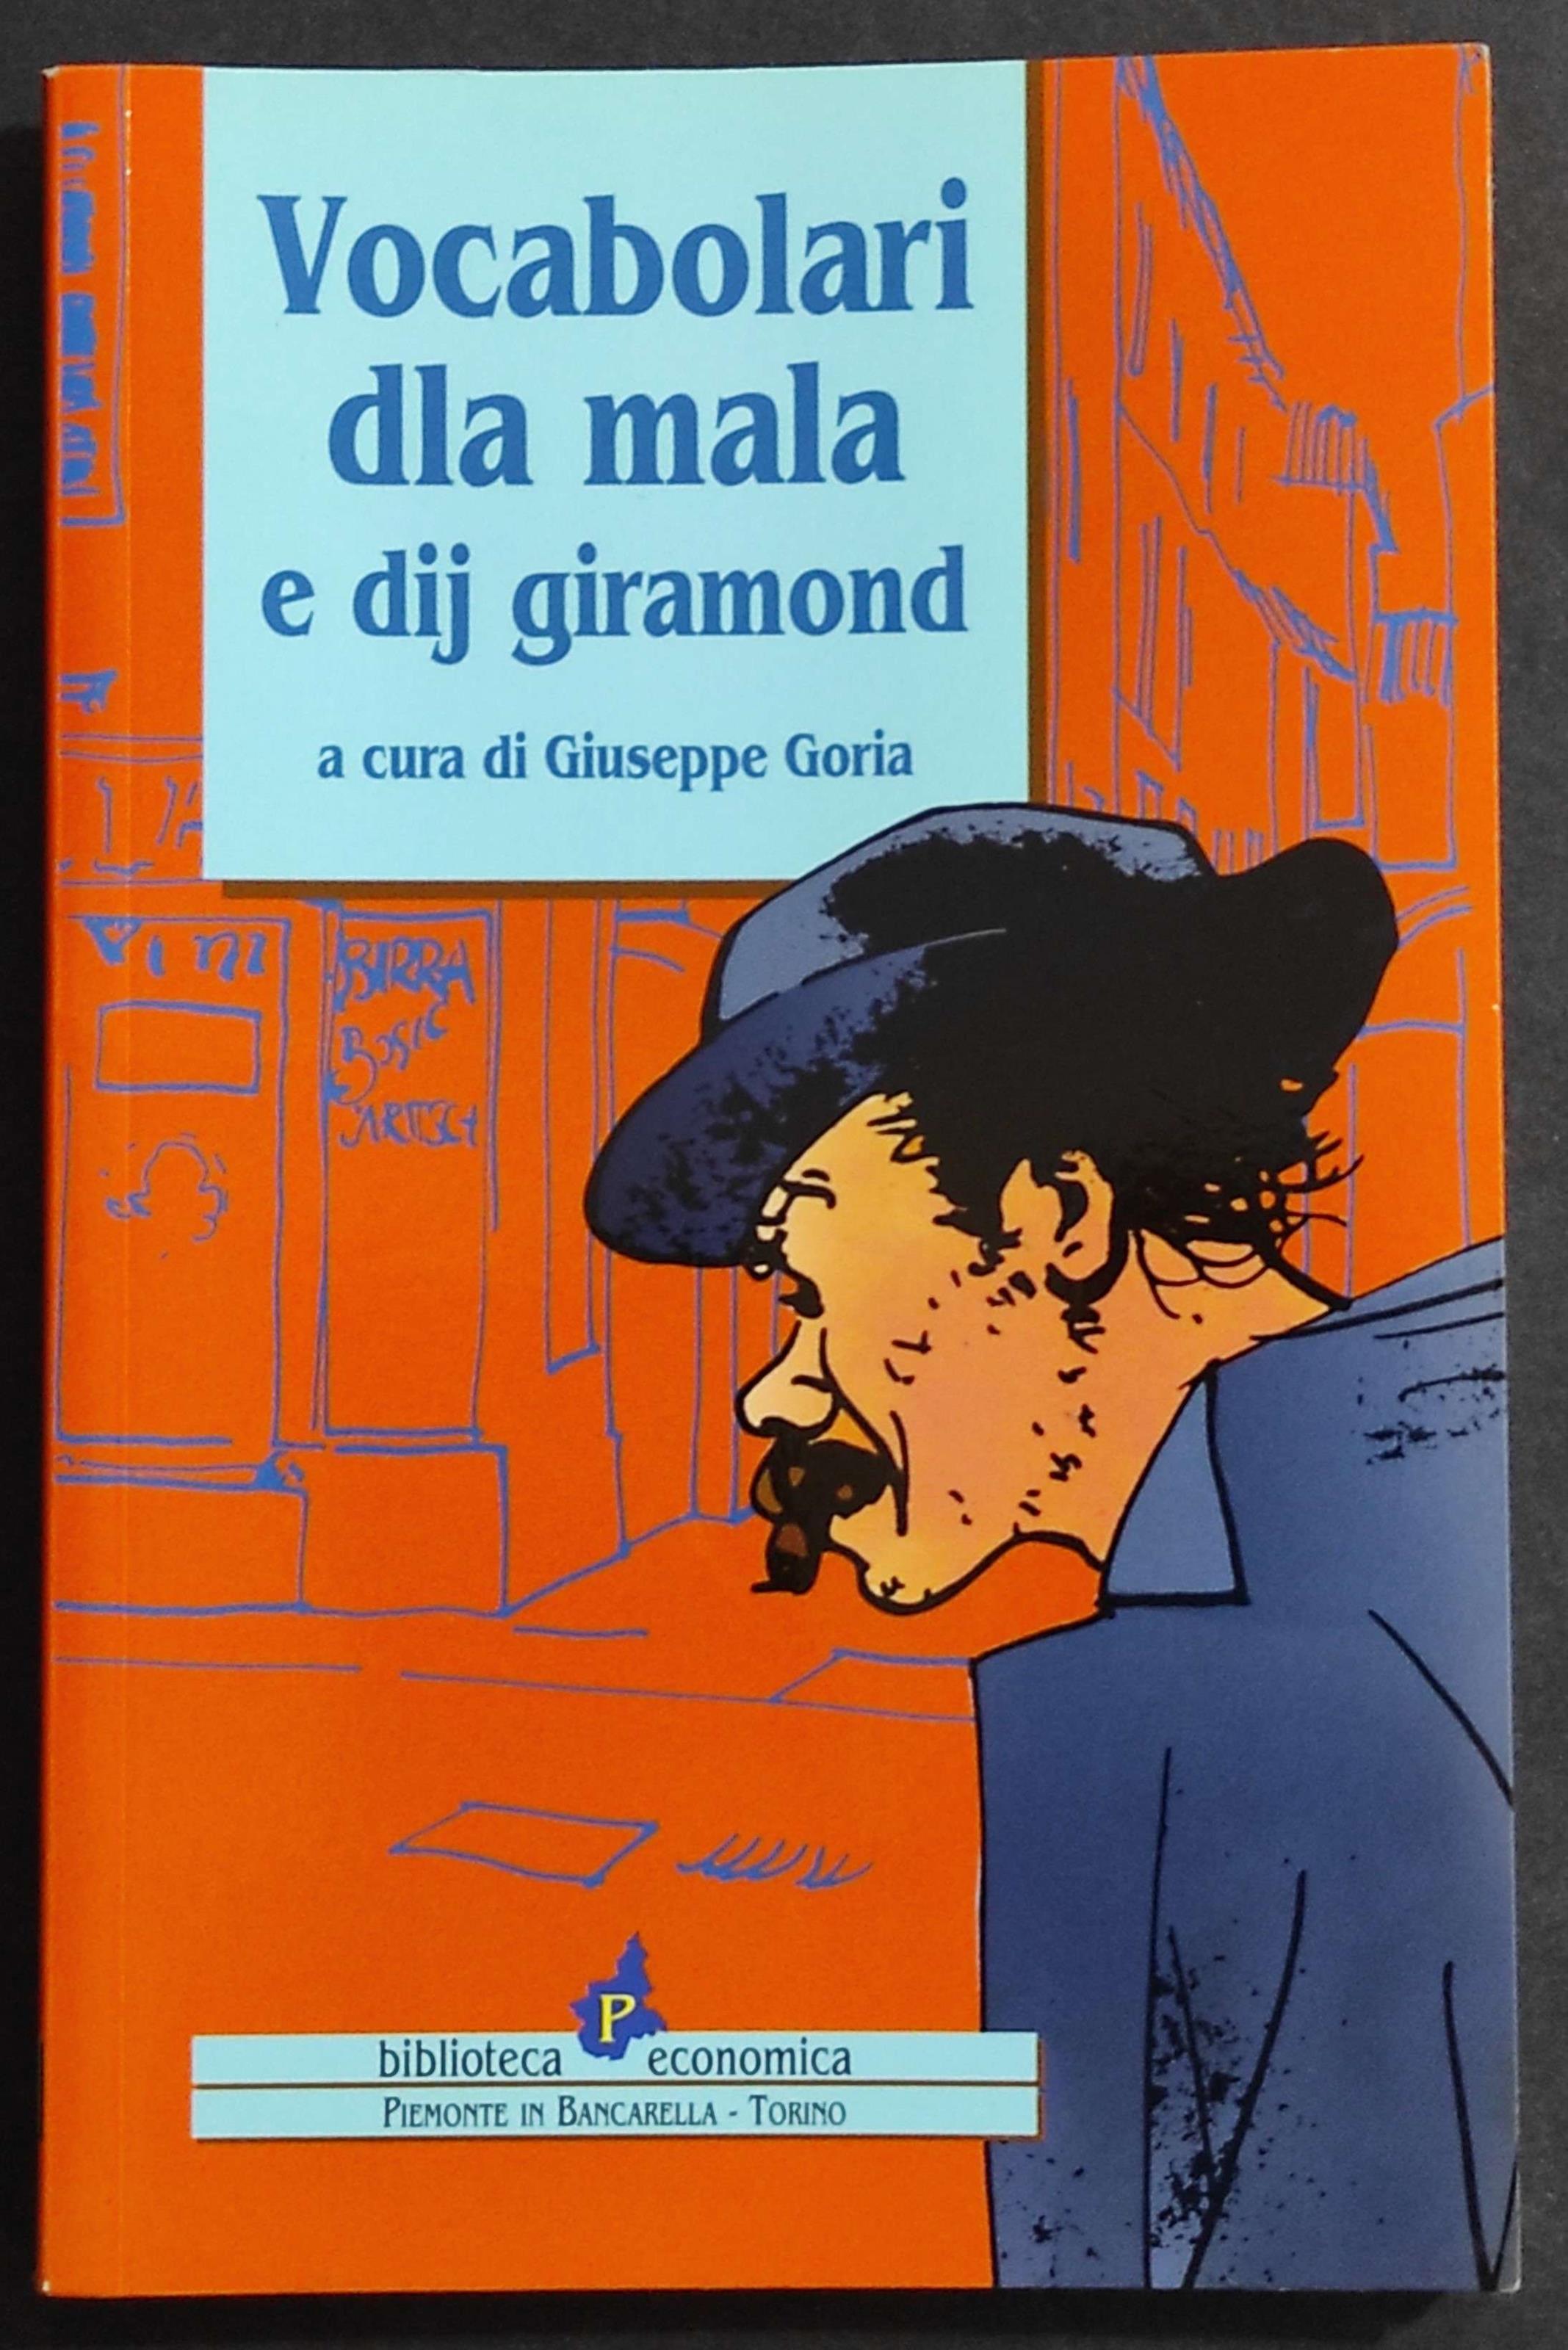 Vocabolari
dla mala
e dij giramond
a cura di Giuseppe Goria
vini
BIRRA
P
biblioteca economica
PIEMONTE IN BANCARELLA - TORINO